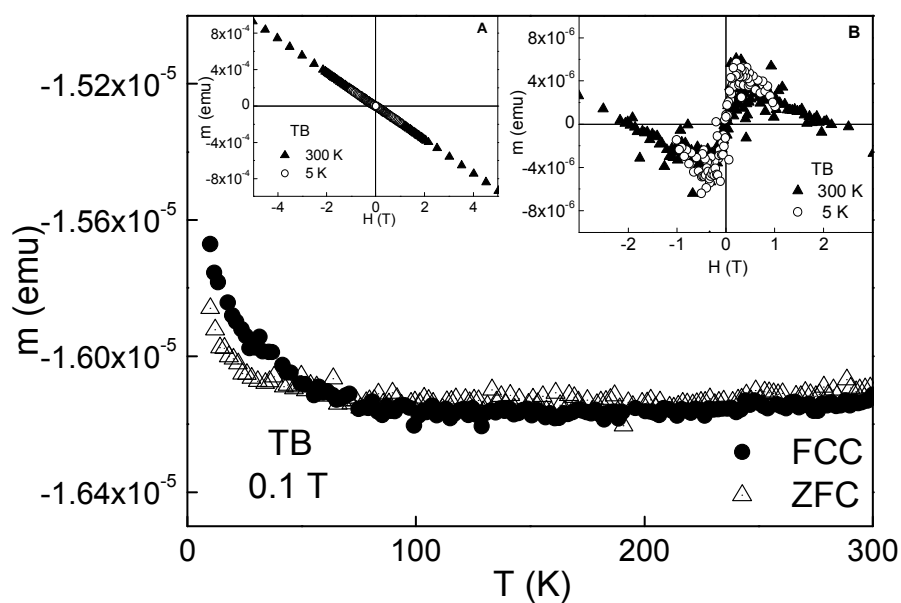 -1.52x10⁻⁵
-1.56x10⁻⁵
-1.60x10⁻⁵
-1.64x10⁻⁵
m (emu)
0
100
200
300
T (K)
TB
0.1 T
FCC
ZFC
A
8x10⁻⁴
4x10⁻⁴
0
-4x10⁻⁴
-8x10⁻⁴
m (emu)
TB
300 K
5 K
-4
-2
0
2
4
H (T)
B
8x10⁻⁶
4x10⁻⁶
0
-4x10⁻⁶
-8x10⁻⁶
m (emu)
TB
300 K
5 K
-2
-1
0
1
2
H (T)